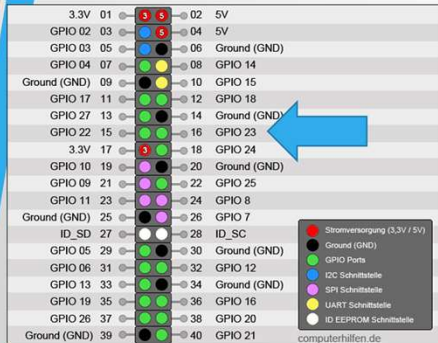 3.3V 01 3 5 02 5V
GPIO 02 03 5 04 5V
GPIO 03 05 06 Ground (GND)
GPIO 04 07 08 GPIO 14
Ground (GND) 09 10 GPIO 15
GPIO 17 11 12 GPIO 18
GPIO 27 13 14 Ground (GND)
GPIO 22 15 16 GPIO 23
3.3V 17 3 18 GPIO 24
GPIO 10 19 20 Ground (GND)
GPIO 09 21 22 GPIO 25
GPIO 11 23 24 GPIO 8
Ground (GND) 25 26 GPIO 7
ID_SD 27 28 ID_SC
GPIO 05 29 30 Ground (GND)
GPIO 06 31 32 GPIO 12
GPIO 13 33 34 Ground (GND)
GPIO 19 35 36 GPIO 16
GPIO 26 37 38 GPIO 20
Ground (GND) 39 40 GPIO 21
Stromversorgung (3,3V / 5V)
Ground (GND)
GPIO Ports
I2C Schnittstelle
SPI Schnittstelle
UART Schnittstelle
ID EEPROM Schnittstelle
computerhilfen.de